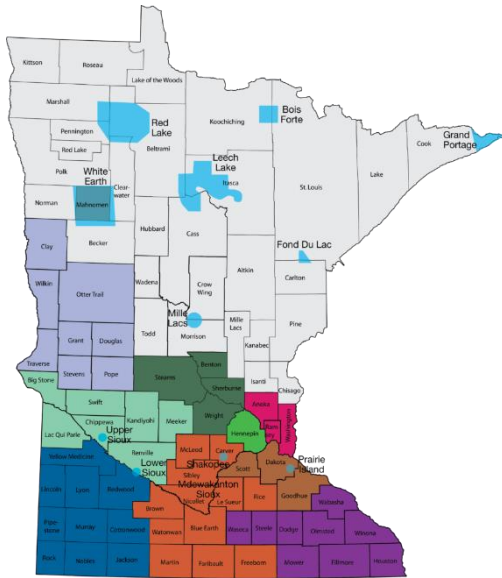 Kittson
Roseau
Lake of the Woods
Marshall
Red
Lake
Koochiching
Bois
Forte
Pennington
Red Lake
Beltrami
Cook
Grand
Portage
Polk
White
Earth
Clear-
water
Leech
Lake
Itasca
St. Louis
Lake
Norman
Mahnomen
Hubbard
Cass
Clay
Becker
Fond Du Lac
Aitkin
Carlton
Wilkin
Otter Trail
Wadena
Crow
Wing
Mille
Lacs
Pine
Grant
Douglas
Todd
Morrison
Mille
Lacs
Kanabec
Traverse
Stevens
Pope
Stearns
Benton
Isanti
Chisago
Big Stone
Sherburne
Anoka
Swift
Wright
Ram
sey
Washington
Chippewa
Kandiyohi
Meeker
Hennepin
Lac Qui Parle
Upper
Sioux
McLeod
Carver
Dakota
Prairie
Island
Yellow Medicine
Renville
Shakopee
Scott
Lower
Sioux
Sibley
Mdewakanton
Sioux
Goodhue
Lincoln
Lyon
Redwood
Nicollet
Le Sueur
Rice
Wabasha
Brown
Pipe-
stone
Murray
Cottonwood
Watonwan
Blue Earth
Waseca
Steele
Dodge
Olmsted
Winona
Rock
Nobles
Jackson
Martin
Faribault
Freeborn
Mower
Fillmore
Houston